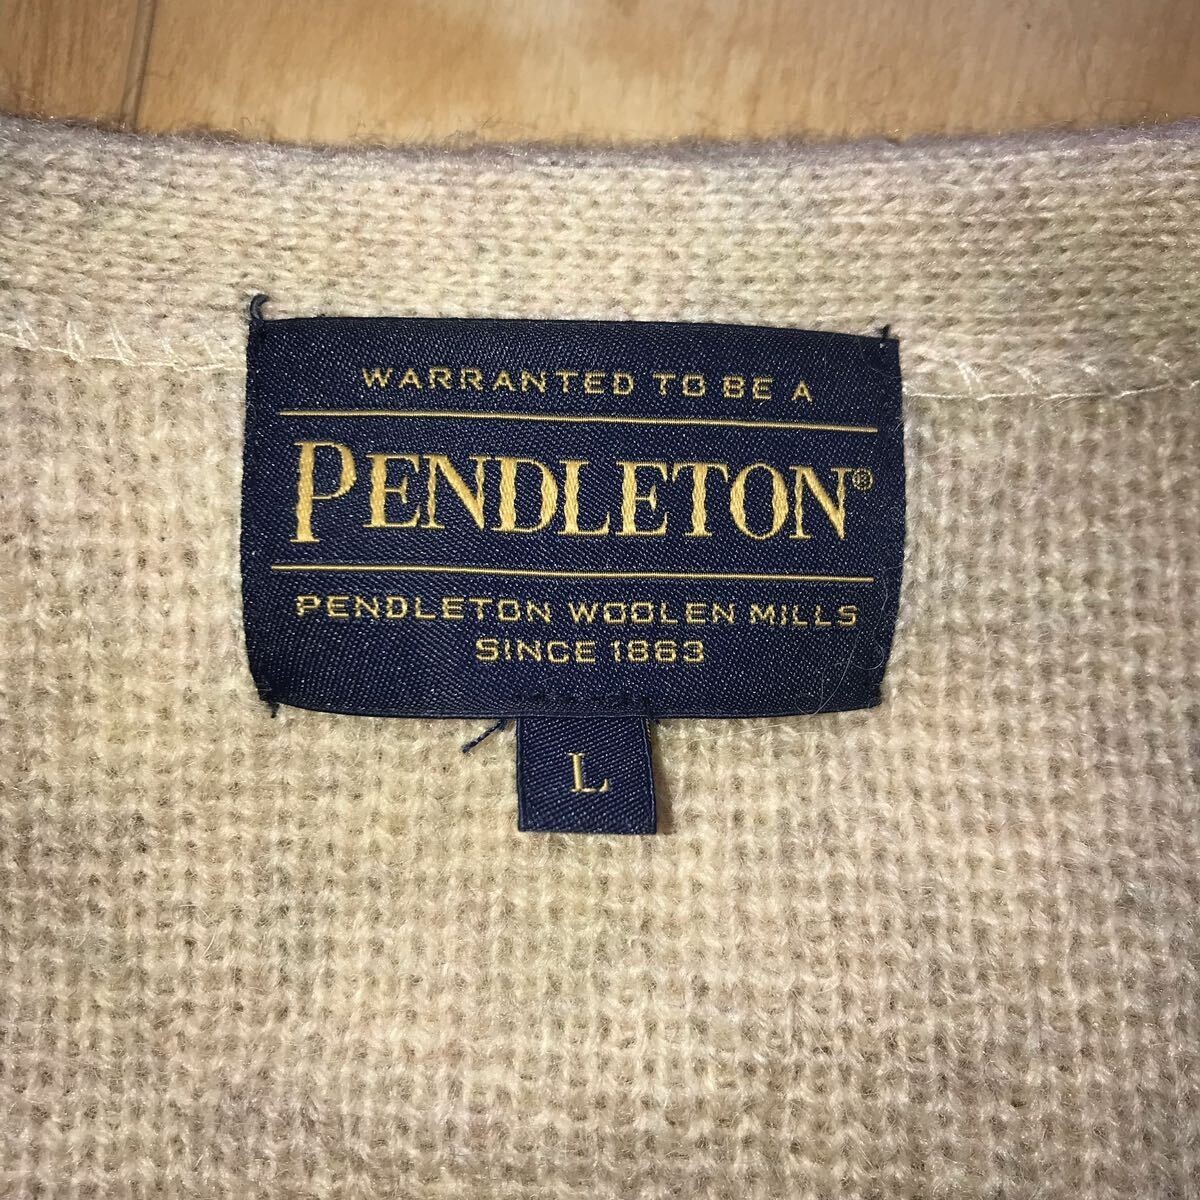 WARRANTED TO BE A
PENDLETON®
PENDLETON WOOLEN MILLS
SINCE 1863
L